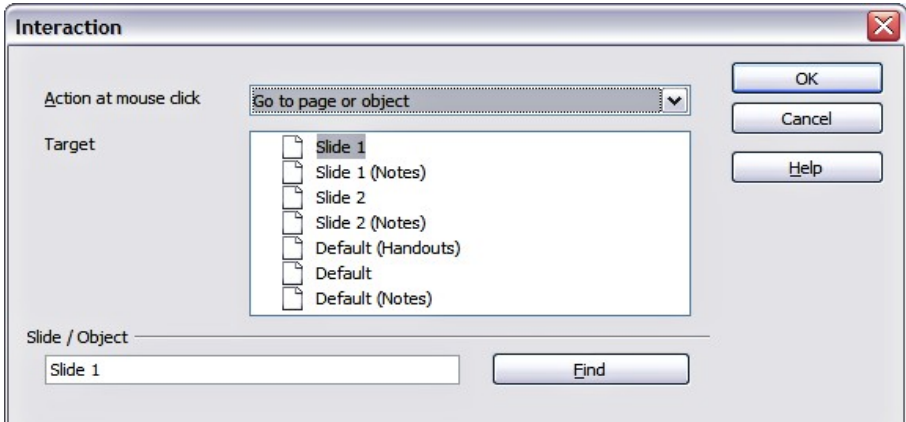 Interaction
OK
Action at mouse click
Go to page or object
Cancel
Target
Slide 1
Slide 1 (Notes)
Help
Slide 2
Slide 2 (Notes)
Default (Handouts)
Default
Default (Notes)
Slide / Object
Slide 1
Find